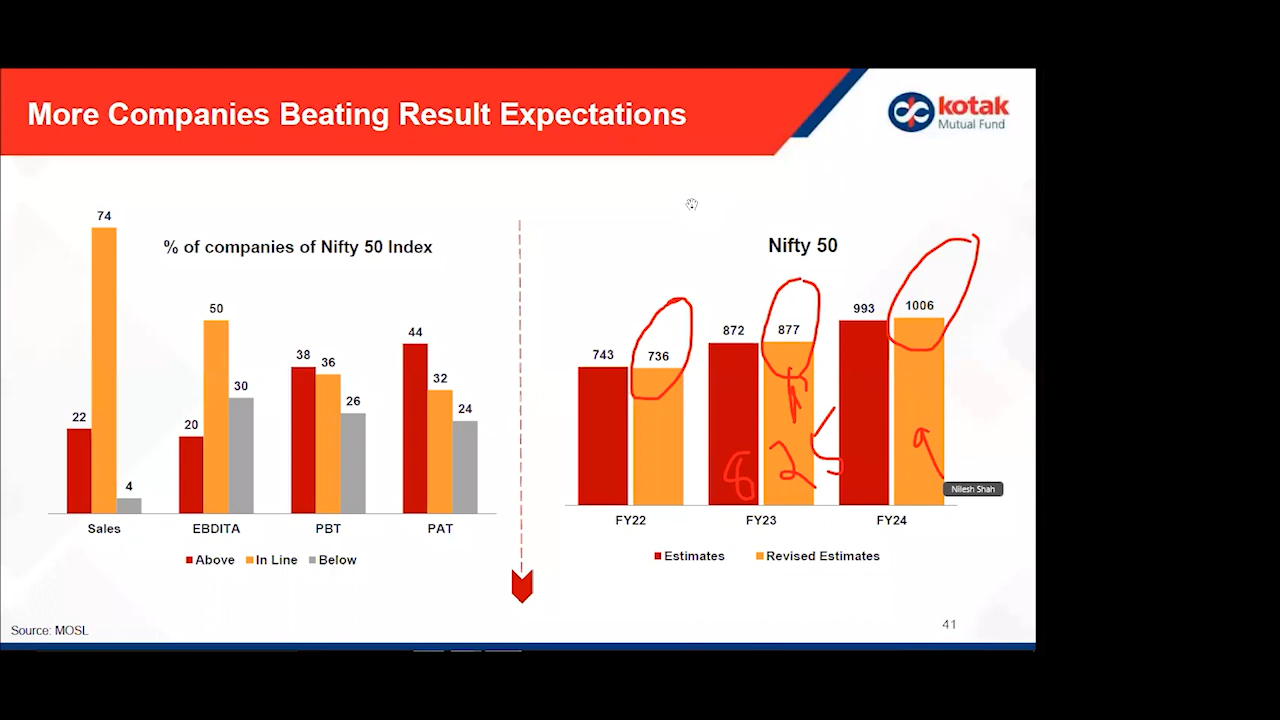 More Companies Beating Result Expectations
kotak
Mutual Fund
% of companies of Nifty 50 Index
74
22
4
50
20
30
38
36
26
44
32
24
Sales
EBDITA
PBT
PAT
Above
In Line
Below
Nifty 50
743
736
872
877
993
1006
825
9
Nilesh Shah
FY22
FY23
FY24
Estimates
Revised Estimates
Source: MOSL
41